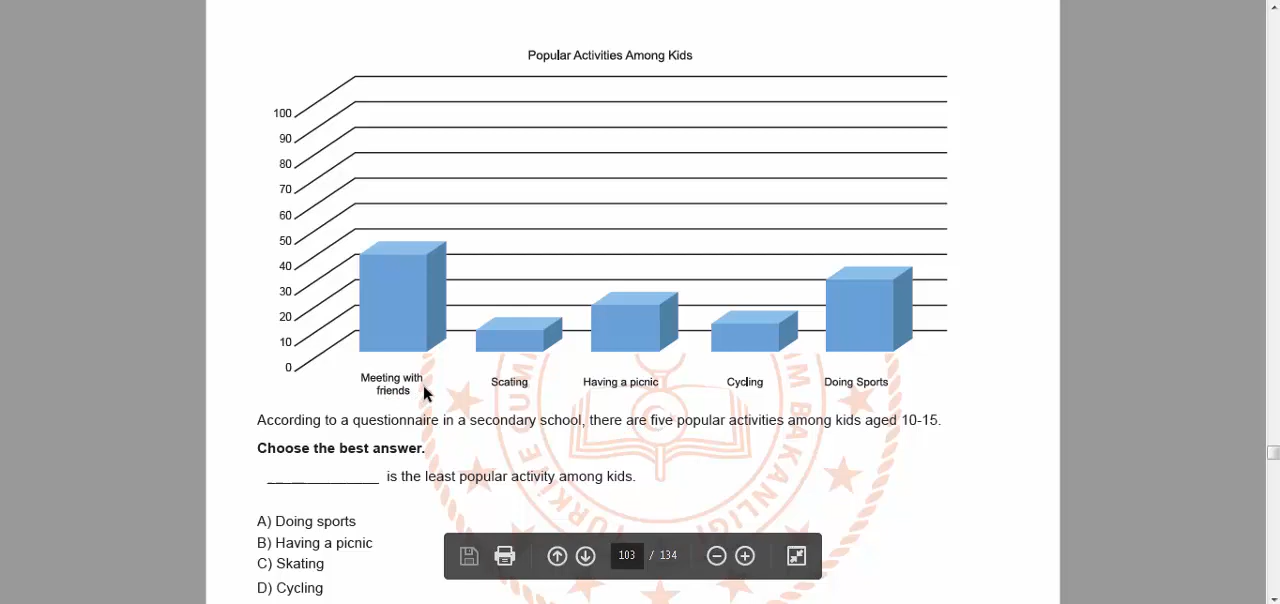 Popular Activities Among Kids
100
90
80
70
60
50
40
30
20
10
0
Meeting with
friends
Scating
Having a picnic
Cycling
Doing Sports
According to a questionnaire in a secondary school, there are five popular activities among kids aged 10-15.
Choose the best answer.
______________ is the least popular activity among kids.
A) Doing sports
B) Having a picnic
C) Skating
D) Cycling
103 / 134